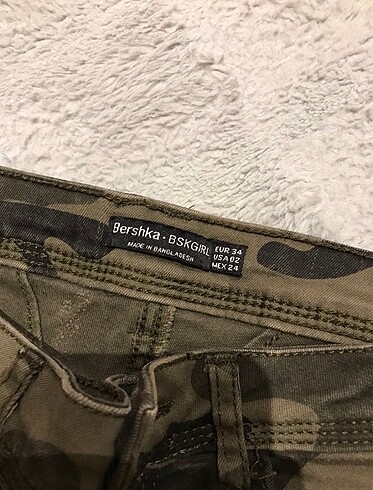 Bershka • BSKGIRL
MADE IN BANGLADESH
EUR 34
USA 02
MEX 24